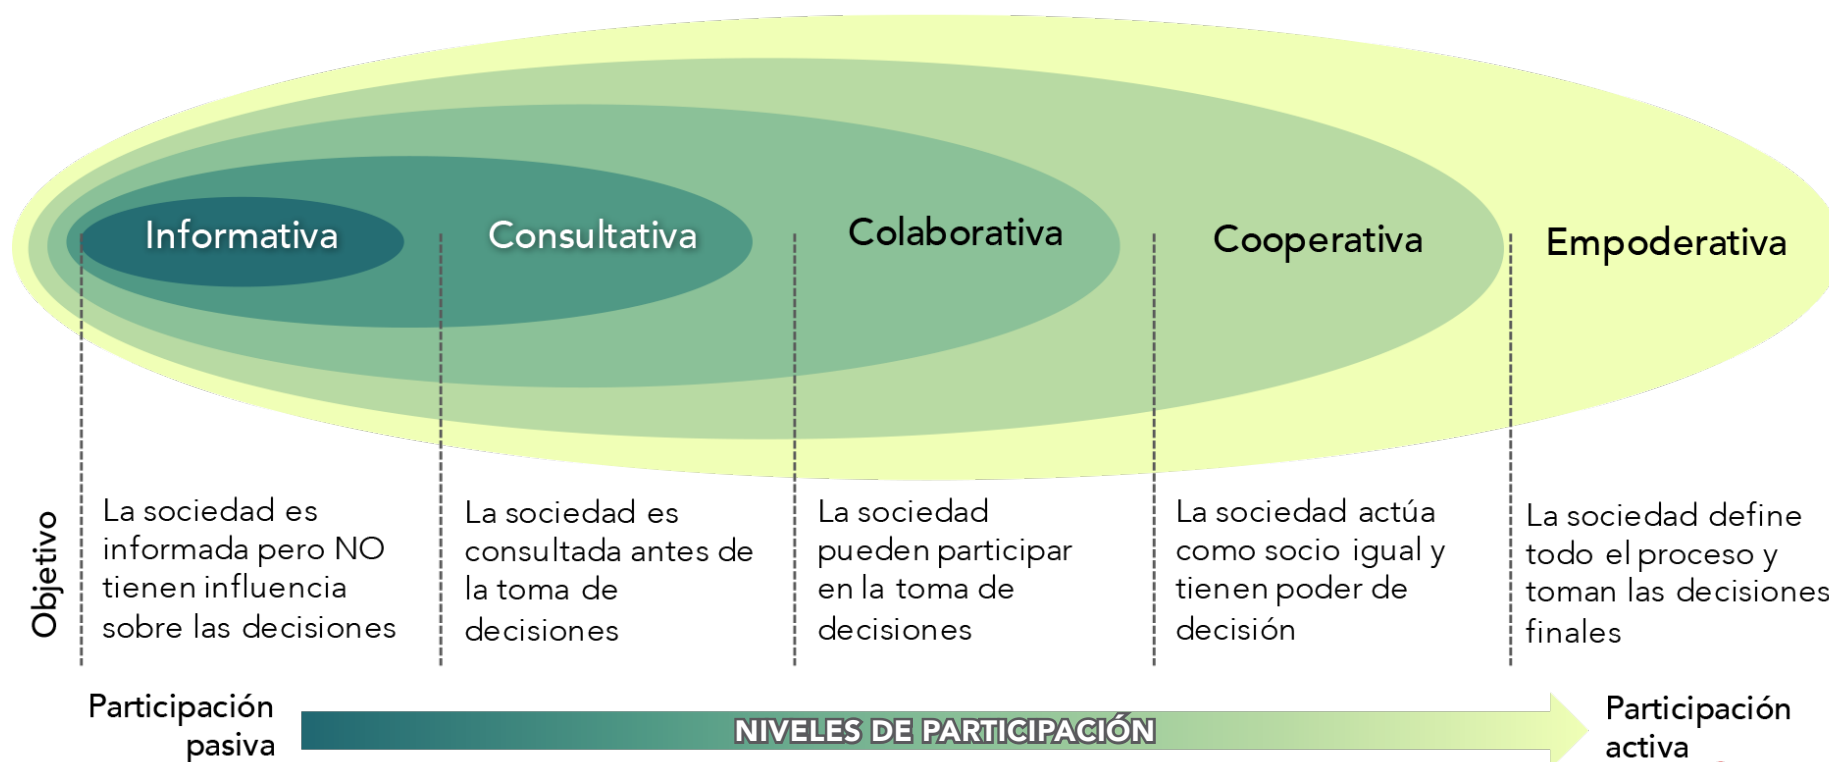 Informativa
Consultativa
Colaborativa
Cooperativa
Empoderativa
Objetivo
La sociedad es
informada pero NO
tienen influencia
sobre las decisiones
La sociedad es
consultada antes de
la toma de
decisiones
La sociedad
pueden participar
en la toma de
decisiones
La sociedad actúa
como socio igual y
tienen poder de
decisión
La sociedad define
todo el proceso y
toman las decisiones
finales
Participación
pasiva
NIVELES DE PARTICIPACIÓN
Participación
activa